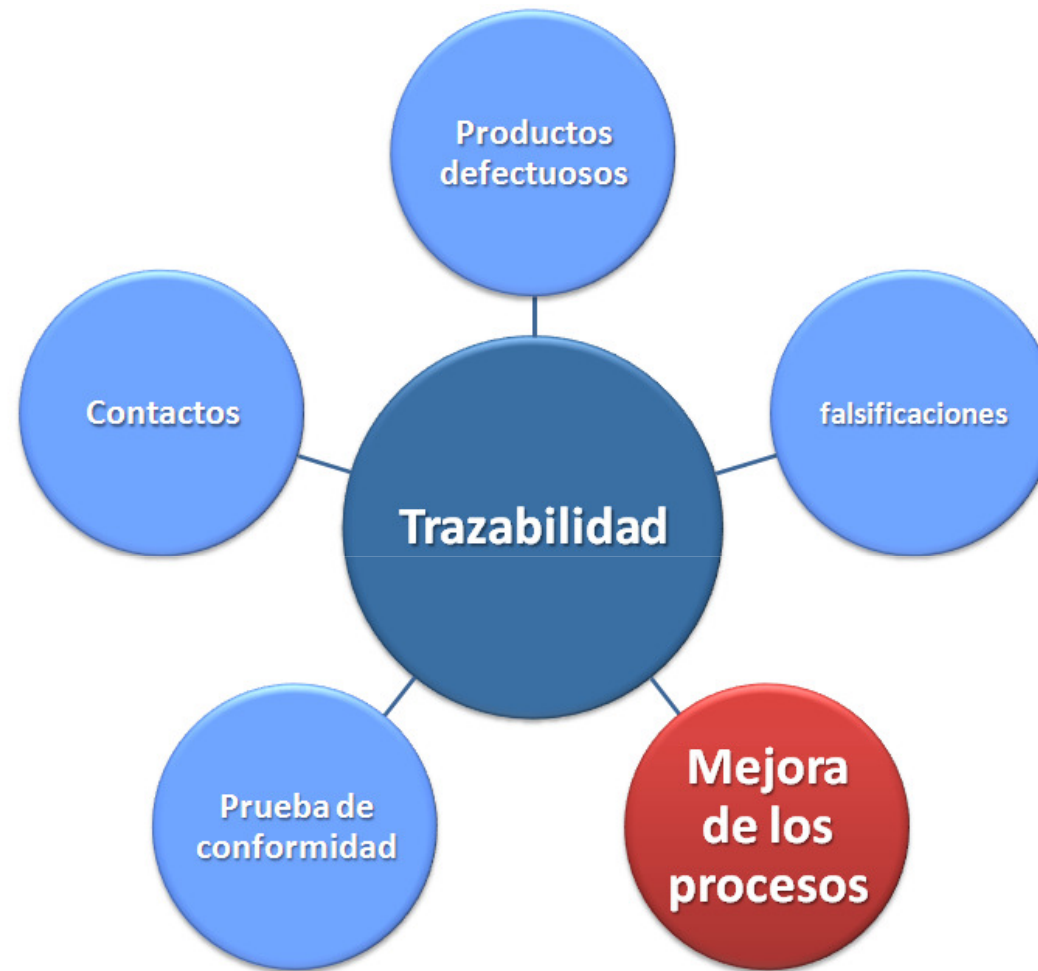 Productos
defectuosos
Contactos
falsificaciones
Trazabilidad
Prueba de
conformidad
Mejora
de los
procesos